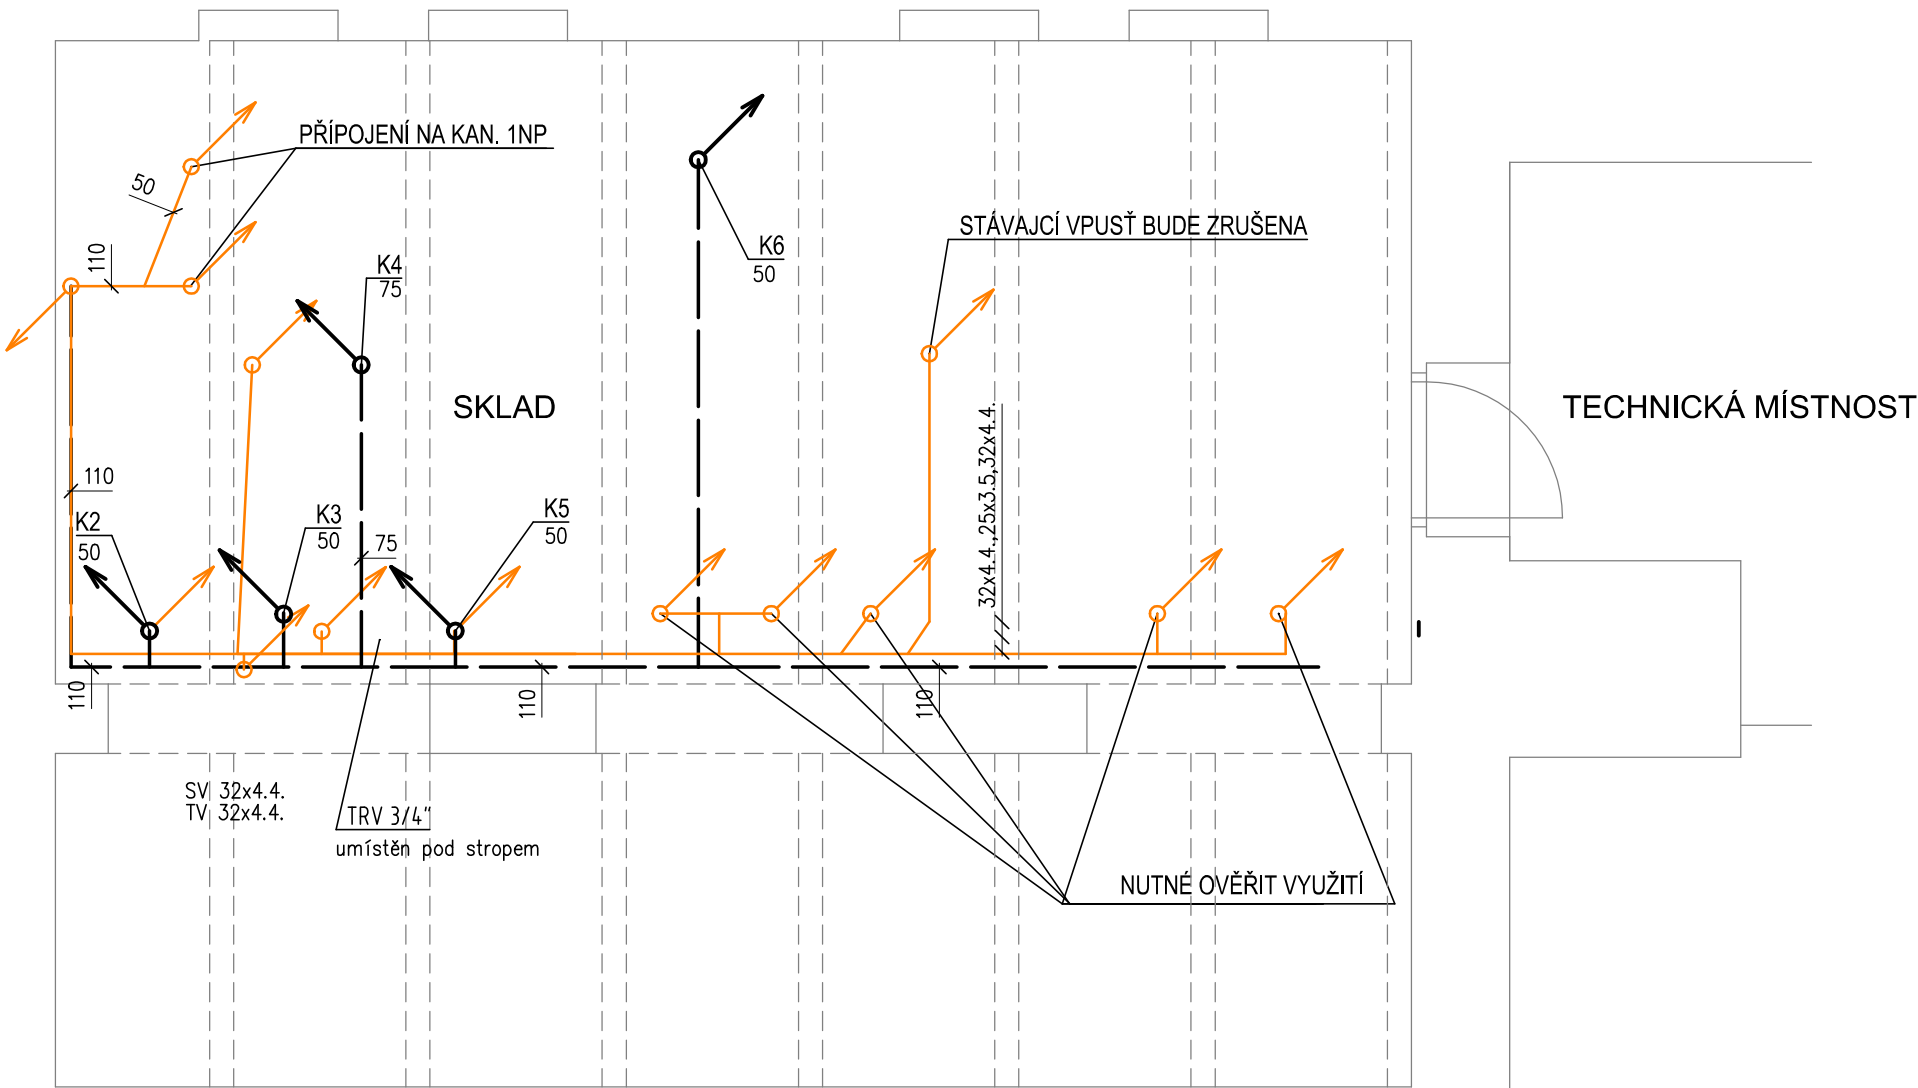 PŘÍPOJENÍ NA KAN. 1NP
50
110
K4
75
K6
50
STÁVAJCÍ VPUSŤ BUDE ZRUŠENA
SKLAD
TECHNICKÁ MÍSTNOST
32x4.4.,25x3.5,32x4.4.
110
K2
50
K3
50
75
K5
50
110
110
110
SV 32x4.4.
TV 32x4.4.
TRV 3/4"
umístěn pod stropem
NUTNÉ OVĚŘIT VYUŽITÍ